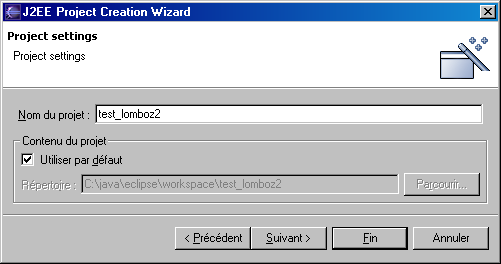 J2EE Project Creation Wizard
Project settings
Project settings
Nom du projet : test_lomboz2
Contenu du projet
Utiliser par défaut
Répertoire : C:\java\eclipse\workspace\test_lomboz2 Parcourir...
< Précédent Suivant > Fin Annuler